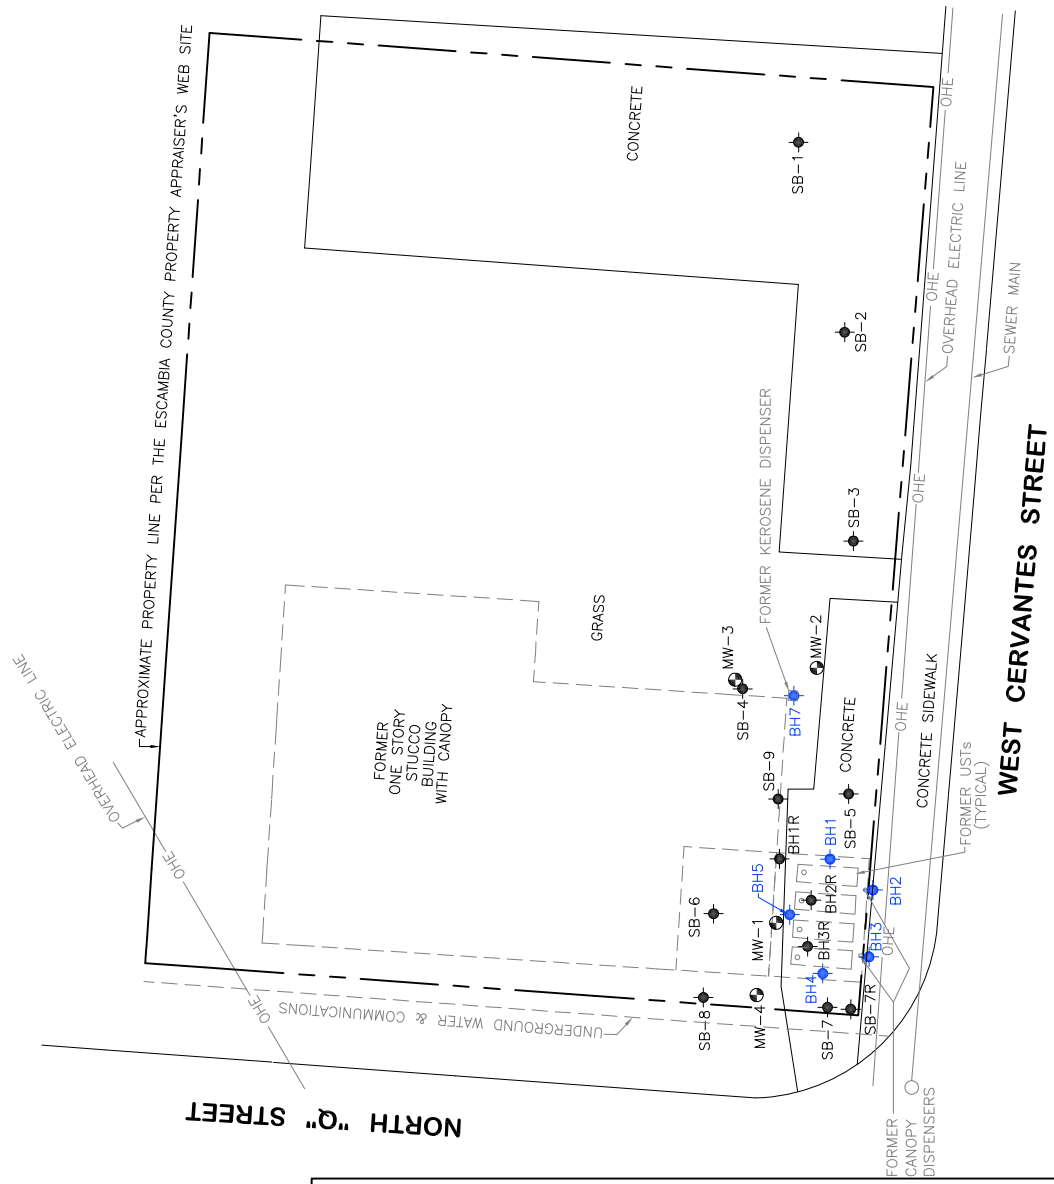 APPROXIMATE PROPERTY LINE PER THE ESCAMBIA COUNTY PROPERTY APPRAISER'S WEB SITE
CONCRETE
SB-1
OHE
OVERHEAD ELECTRIC LINE
OHE
SEWER MAIN
SB-2
FORMER KEROSENE DISPENSER
OHE
SB-3
WEST CERVANTES STREET
GRASS
OVERHEAD ELECTRIC LINE
FORMER
ONE STORY
STUCCO
BUILDING
WITH CANOPY
MW-3
SB-4
MW-2
BH7
OHE
CONCRETE SIDEWALK
CONCRETE
SB-9
SB-5
FORMER USTs
(TYPICAL)
BH1R
BH1
BH5
BH2R
BH2
SB-6
MW-1
BH3R
BH3
OHE
BH4
SB-8
MW-4
SB-7
SB-7R
OHE
OHE
UNDERGROUND WATER & COMMUNICATIONS
NORTH "Q" STREET
FORMER
CANOPY
DISPENSERS